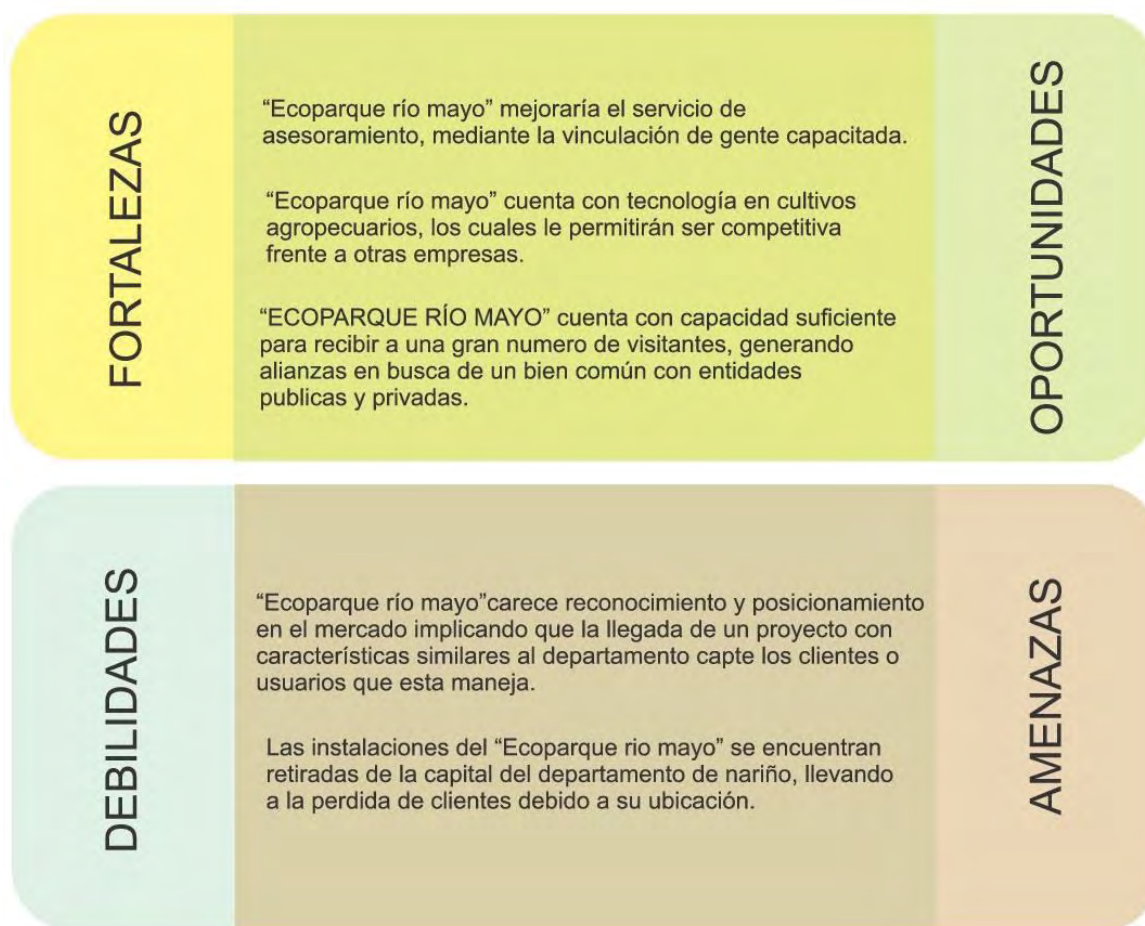 FORTALEZAS
“Ecoparque río mayo” mejoraría el servicio de
asesoramiento, mediante la vinculación de gente capacitada.
“Ecoparque río mayo” cuenta con tecnología en cultivos
agropecuarios, los cuales le permitirán ser competitiva
frente a otras empresas.
“ECOPARQUE RÍO MAYO” cuenta con capacidad suficiente
para recibir a una gran numero de visitantes, generando
alianzas en busca de un bien común con entidades
publicas y privadas.
OPORTUNIDADES
DEBILIDADES
“Ecoparque río mayo”carece reconocimiento y posicionamiento
en el mercado implicando que la llegada de un proyecto con
características similares al departamento capte los clientes o
usuarios que esta maneja.
Las instalaciones del “Ecoparque rio mayo” se encuentran
retiradas de la capital del departamento de nariño, llevando
a la perdida de clientes debido a su ubicación.
AMENAZAS